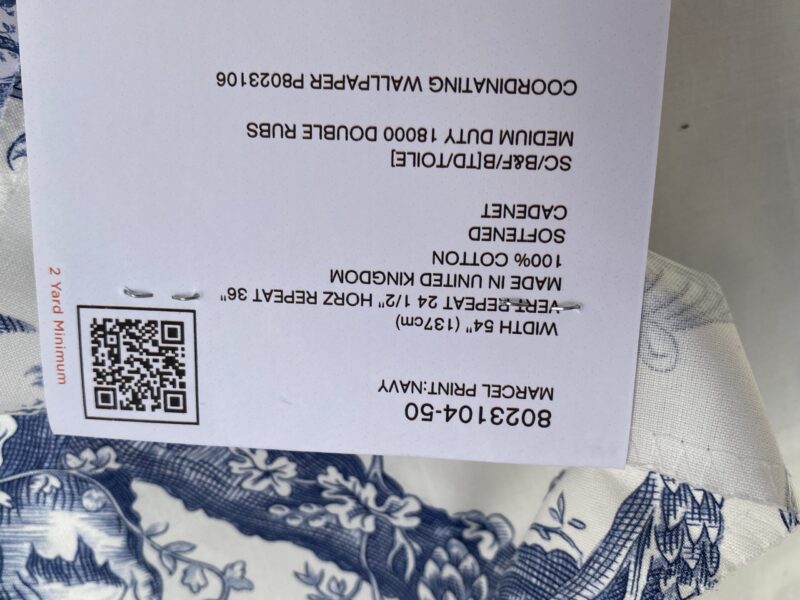 8023104-50
MARCEL PRINT:NAVY
WIDTH 54" (137cm)
VERT REPEAT 24 1/2" HORZ REPEAT 36"
MADE IN UNITED KINGDOM
100% COTTON
SOFTENED
CADENET
SC/B&F/B[TD/TOILE]
MEDIUM DUTY 18000 DOUBLE RUBS
COORDINATING WALLPAPER P8023106
2 Yard Minimum